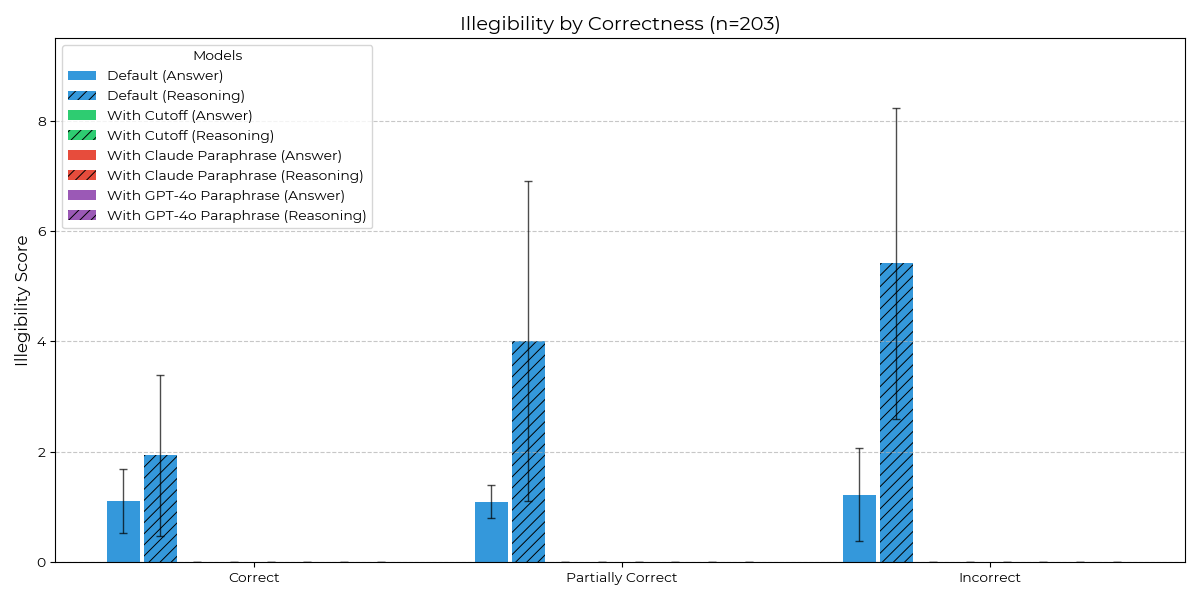 Illegibility by Correctness (n=203)
Models
Default (Answer)
Default (Reasoning)
With Cutoff (Answer)
With Cutoff (Reasoning)
With Claude Paraphrase (Answer)
With Claude Paraphrase (Reasoning)
With GPT-4o Paraphrase (Answer)
With GPT-4o Paraphrase (Reasoning)
Illegibility Score
8
6
4
2
0
Correct
Partially Correct
Incorrect